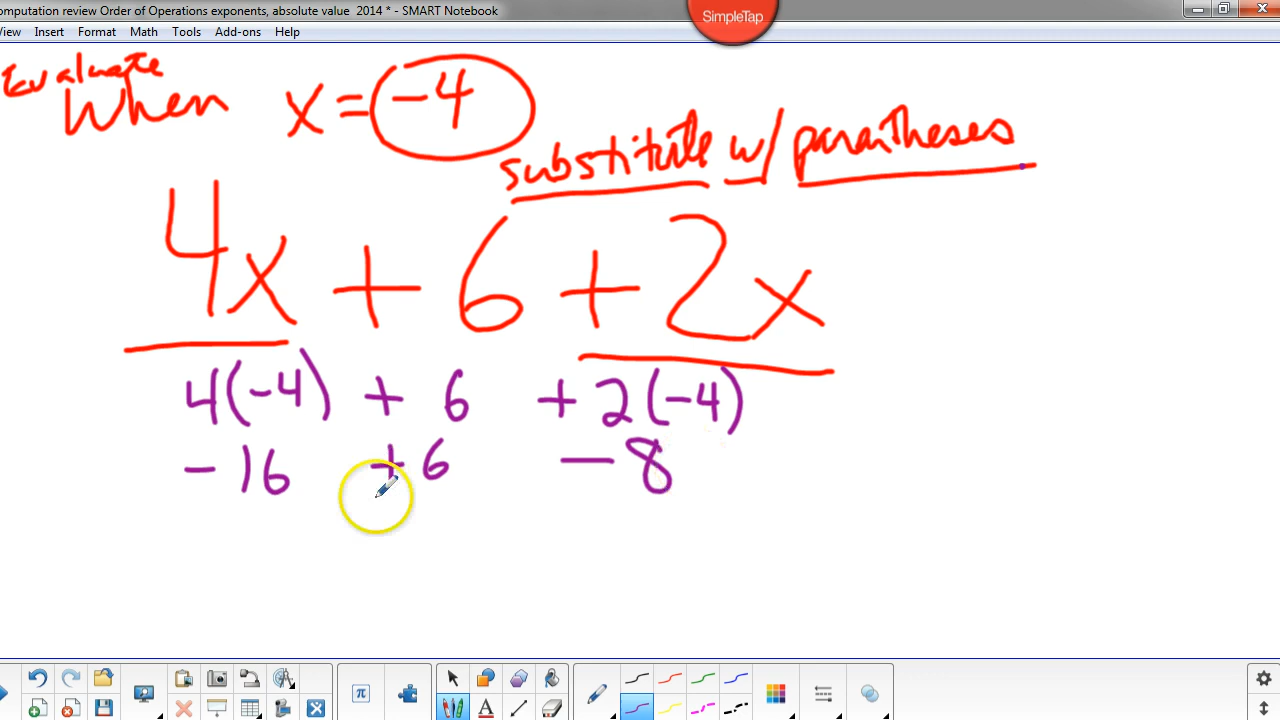 omputation review Order of Operations exponents, absolute value  2014 * - SMART Notebook
SimpleTap
View Insert Format Math Tools Add-ons Help
Evaluate
When x = -4
substitute w/ parantheses
4x + 6 + 2x
4(-4) + 6 + 2(-4)
-16 +6 -8
π
A